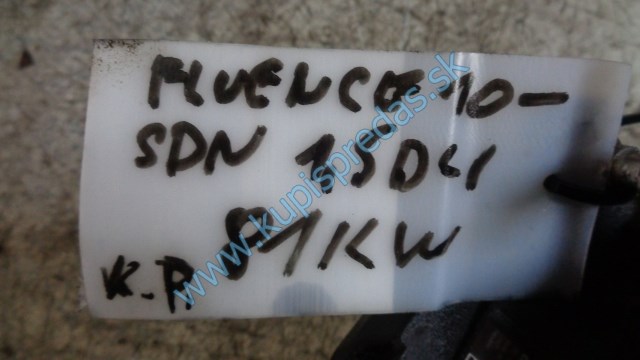 FLUENCE 10-
SDN 1,5DCI
81KW
K.P.
www.kupispredas.sk